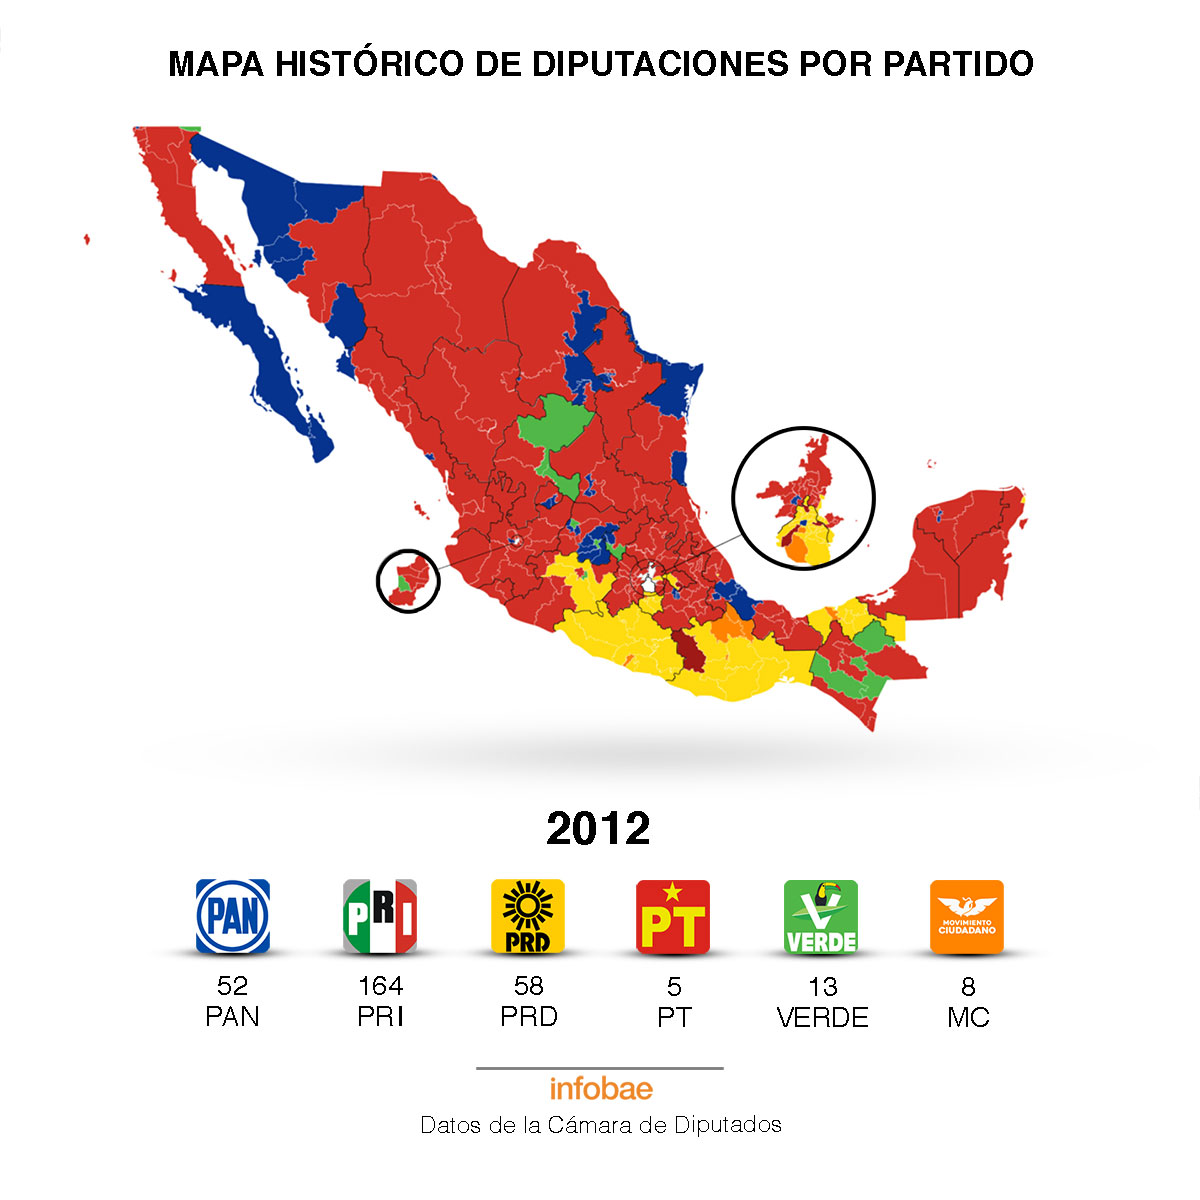 MAPA HISTÓRICO DE DIPUTACIONES POR PARTIDO
2012
PAN
PRI
PRD
PT
VERDE
MOVIMIENTO
CIUDADANO
52
PAN
164
PRI
58
PRD
5
PT
13
VERDE
8
MC
infobae
Datos de la Cámara de Diputados